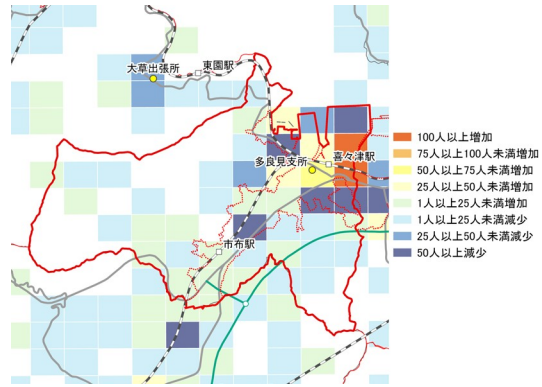 大草出張所
東園駅
多良見支所
喜々津駅
市布駅
100人以上増加
75人以上100人未満増加
50人以上75人未満増加
25人以上50人未満増加
1人以上25人未満増加
1人以上25人未満減少
25人以上50人未満減少
50人以上減少